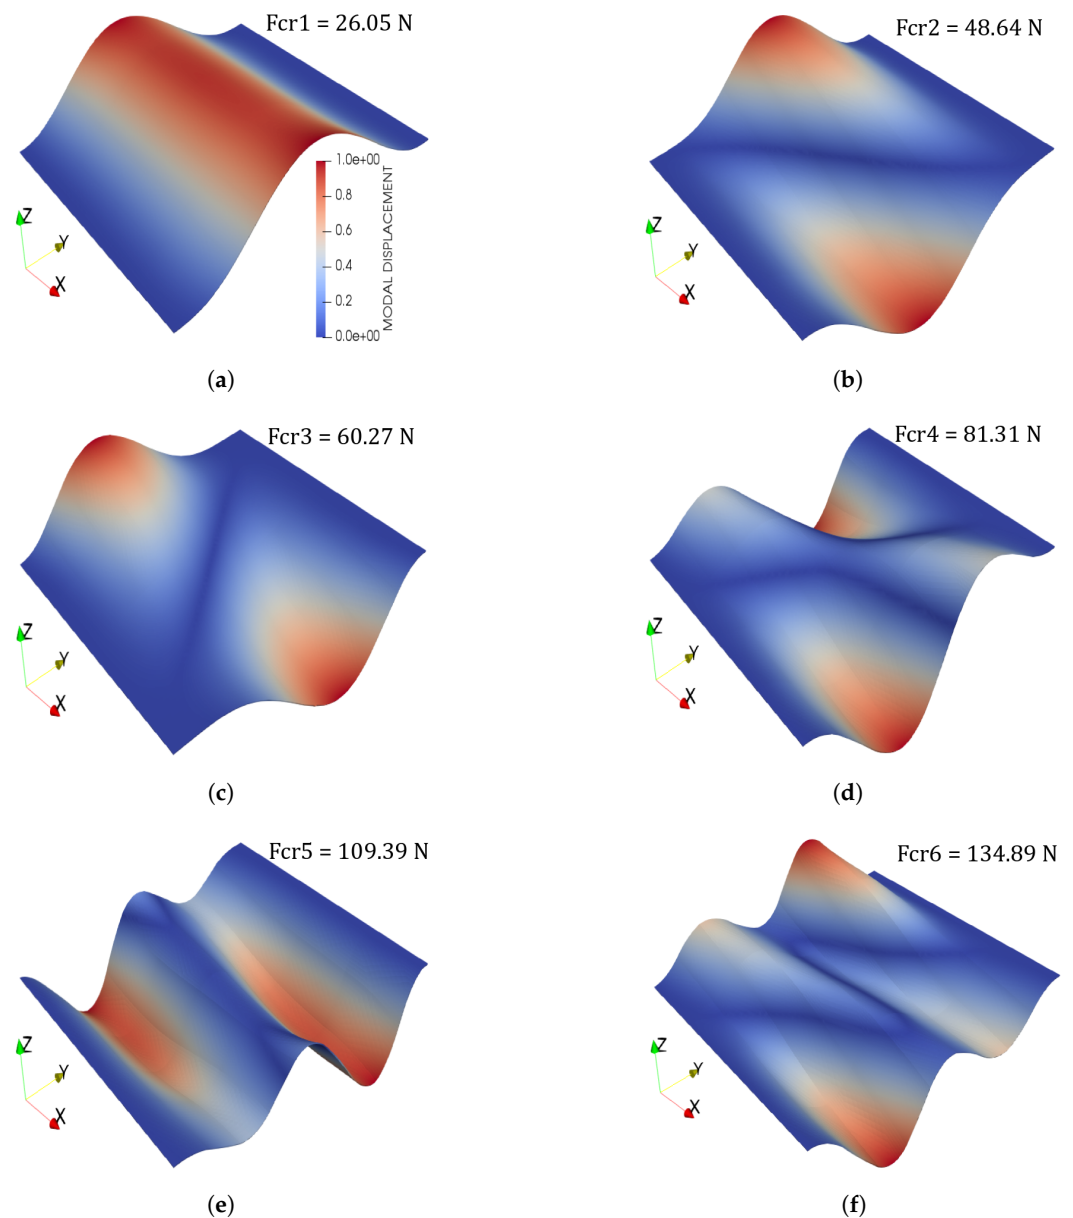 Fcr1 = 26.05 N
1.0e+00
0.8
0.6
0.4
0.2
0.0e+00
MODAL DISPLACEMENT
Z
Y
X
(a)
Fcr2 = 48.64 N
Z
Y
X
(b)
Fcr3 = 60.27 N
Z
Y
X
(c)
Fcr4 = 81.31 N
Z
Y
X
(d)
Fcr5 = 109.39 N
Z
Y
X
(e)
Fcr6 = 134.89 N
Z
Y
X
(f)